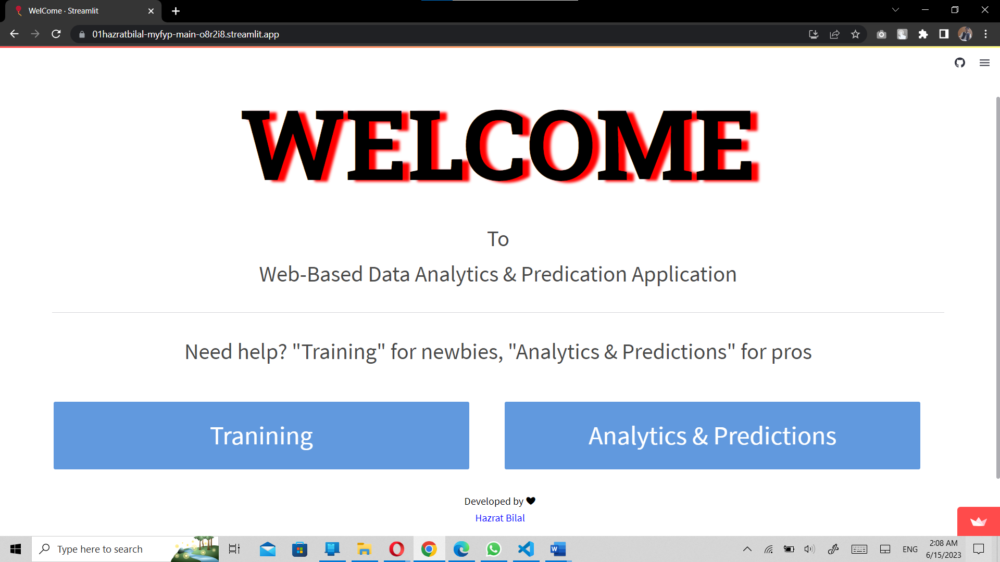 WelCome · Streamlit
01hazratbilal-myfyp-main-o8r2i8.streamlit.app
WELCOME
To
Web-Based Data Analytics & Predication Application
Need help? "Training" for newbies, "Analytics & Predictions" for pros
Tranining
Analytics & Predictions
Developed by
Hazrat Bilal
Type here to search
W
ENG
2:08 AM
6/15/2023